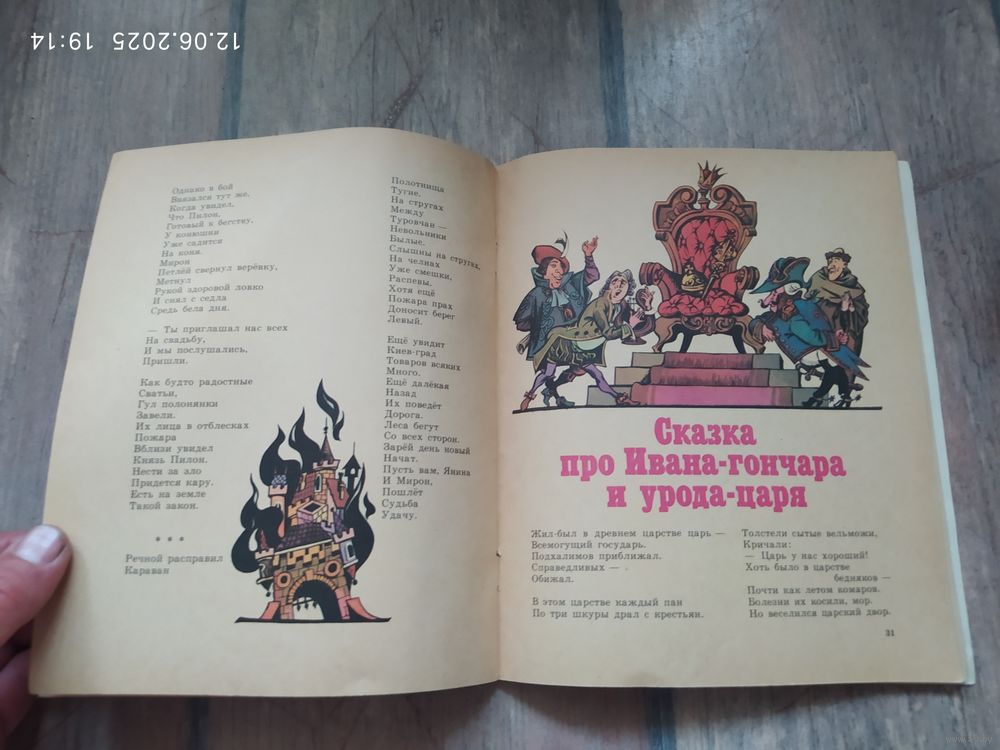 12.06.2025 19:14
Однако в бой
Ввязался тут же,
Когда увидел,
Что Пилон,
Готовый к бегству,
У конюшни
Уже садится
На коня.
Мирон
Петлёй свернул верёвку,
Метнул
Рукой здоровой ловко
И снял с седла
Средь бела дня.
— Ты приглашал нас всех
На свадьбу,
И мы послушались,
Пришли.
Как будто радостные
Сватьи,
Гул полонянки
Завели.
Их лица в отблесках
Пожара
Вблизи увидел
Князь Пилон.
Нести за зло
Придется кару.
Есть на земле
Такой закон.
* * *
Речной расправил
Караван
Полотнища
Тугие.
На стругах
Между
Туровчан —
Невольники
Былые.
Слышны на стругах,
На челнах
Уже смешки,
Распевы.
Хотя ещё
Пожара прах
Доносит берег
Левый.
Ещё увидит
Киев-град
Товаров всяких
Много.
Ещё далёкая
Назад
Их поведёт
Дорога.
Леса бегут
Со всех сторон.
Зарёй день новый
Начат.
Пусть вам, Янина
И Мирон,
Пошлёт
Судьба
Удачу.
Сказка
про Ивана-гончара
и урода-царя
Жил-был в древнем царстве царь —
Всемогущий государь.
Подхалимов приближал.
Справедливых — .
Обижал.
В этом царстве каждый пан
По три шкуры драл с крестьян.
Толстели сытые вельможи,
Кричали:
— Царь у нас хороший!
Хоть было в царстве
бедняков —
Почти как летом комаров.
Болезни их косили, мор.
Но веселился царский двор.
31